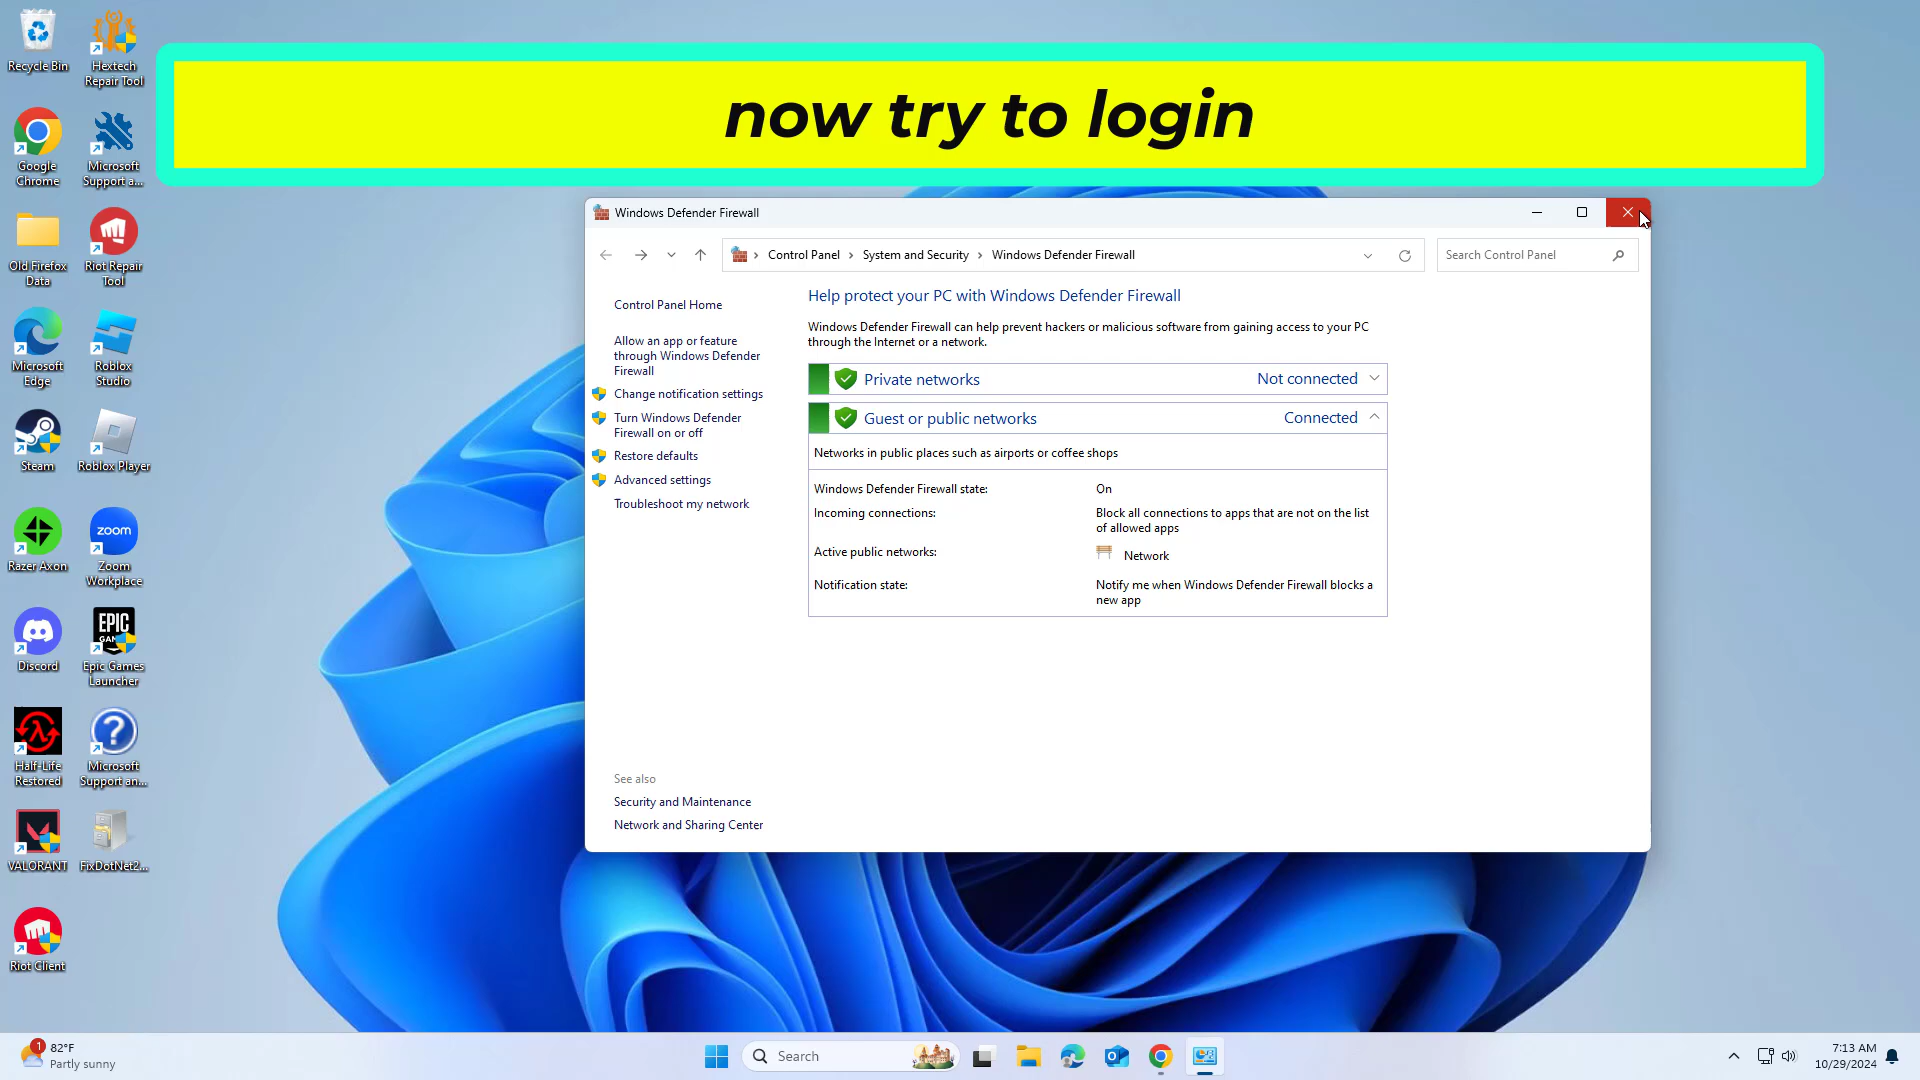 now try to login
Recycle Bin
Hextech
Repair Tool
Google
Chrome
Microsoft
Support a...
Old Firefox
Data
Riot Repair
Tool
Microsoft
Edge
Roblox
Studio
Steam
Roblox Player
Razer Axon
zoom
Zoom
Workplace
Discord
EPIC
Epic Games
Launcher
Half-Life
Restored
Microsoft
Support an...
VALORANT
FixDotNet2...
Riot Client
Windows Defender Firewall
Control Panel
System and Security
Windows Defender Firewall
Search Control Panel
Control Panel Home
Allow an app or feature
through Windows Defender
Firewall
Change notification settings
Turn Windows Defender
Firewall on or off
Restore defaults
Advanced settings
Troubleshoot my network
See also
Security and Maintenance
Network and Sharing Center
Help protect your PC with Windows Defender Firewall
Windows Defender Firewall can help prevent hackers or malicious software from gaining access to your PC
through the Internet or a network.
Private networks Not connected
Guest or public networks Connected
Networks in public places such as airports or coffee shops
Windows Defender Firewall state: On
Incoming connections: Block all connections to apps that are not on the list
of allowed apps
Active public networks: Network
Notification state: Notify me when Windows Defender Firewall blocks a
new app
1
82°F
Partly sunny
Search
7:13 AM
10/29/2024